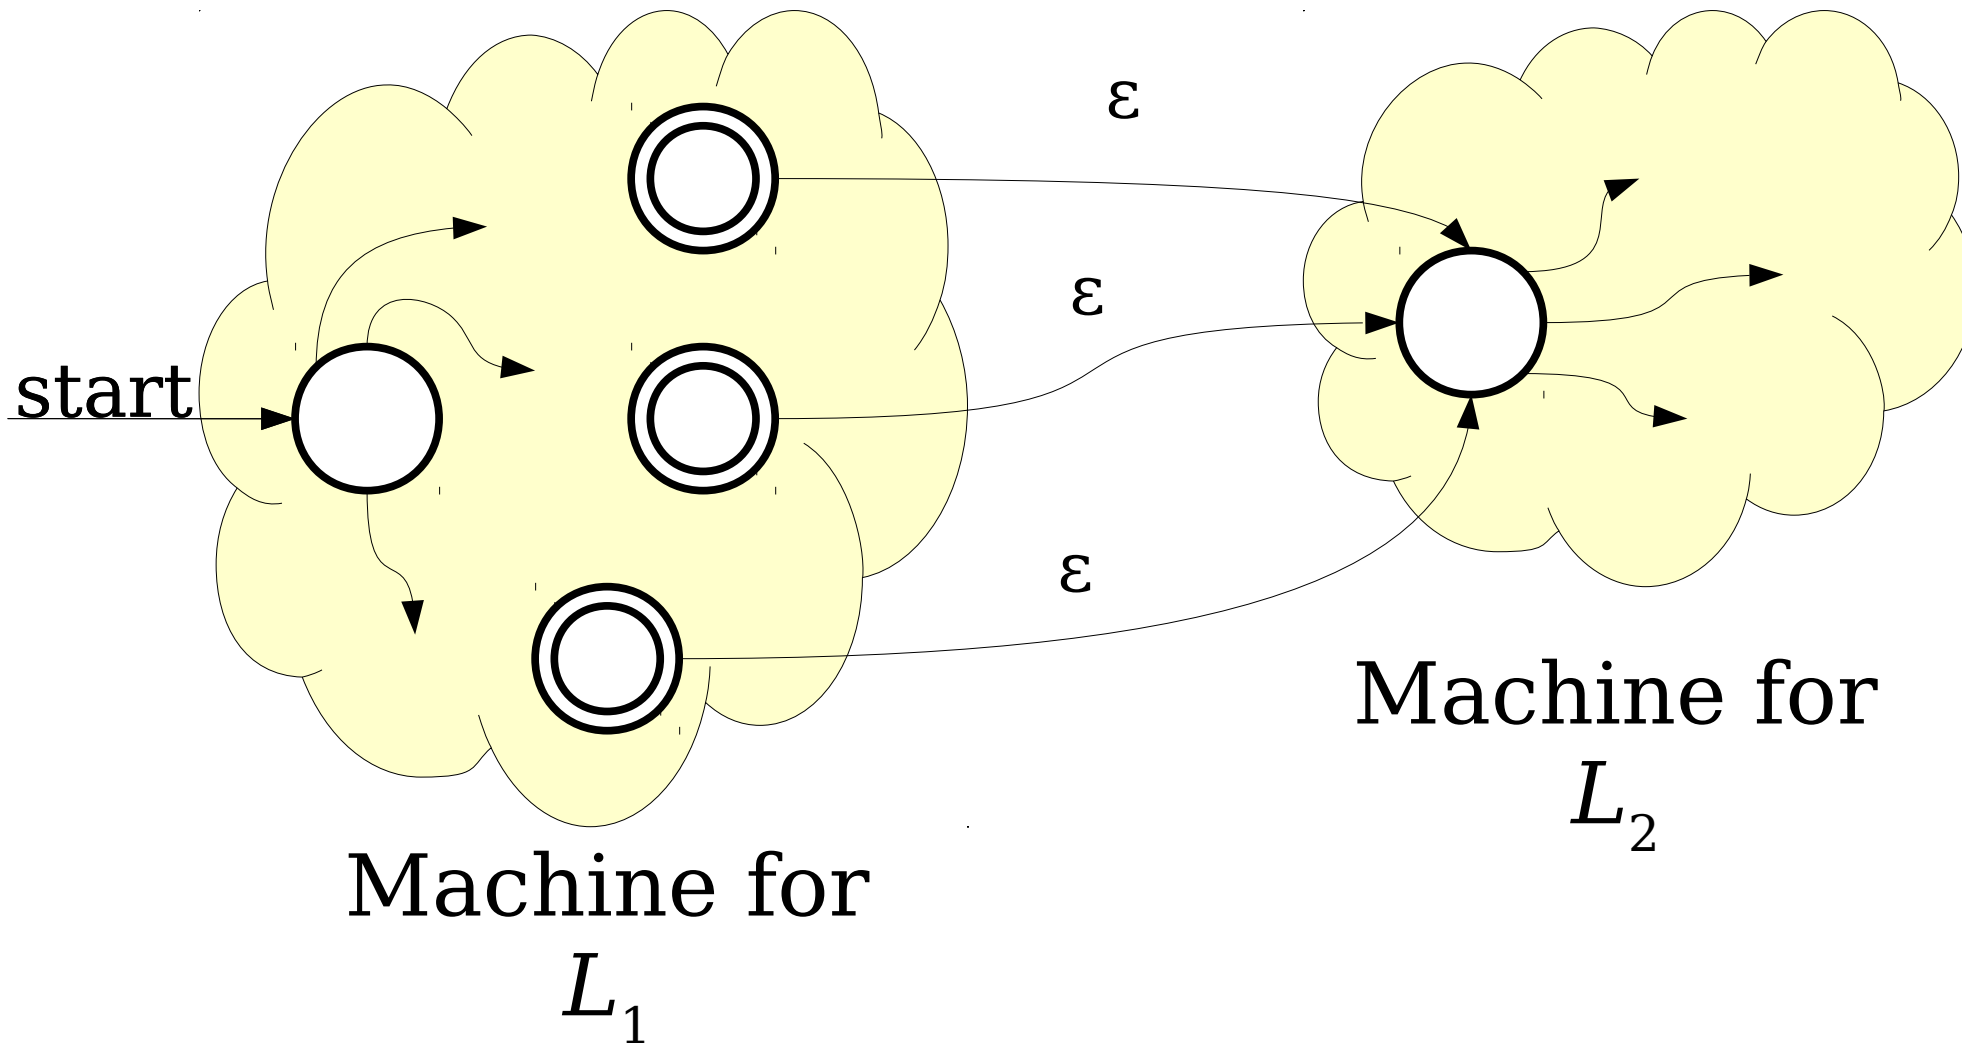 ε
ε
start
ε
Machine for
L₂
Machine for
L₁